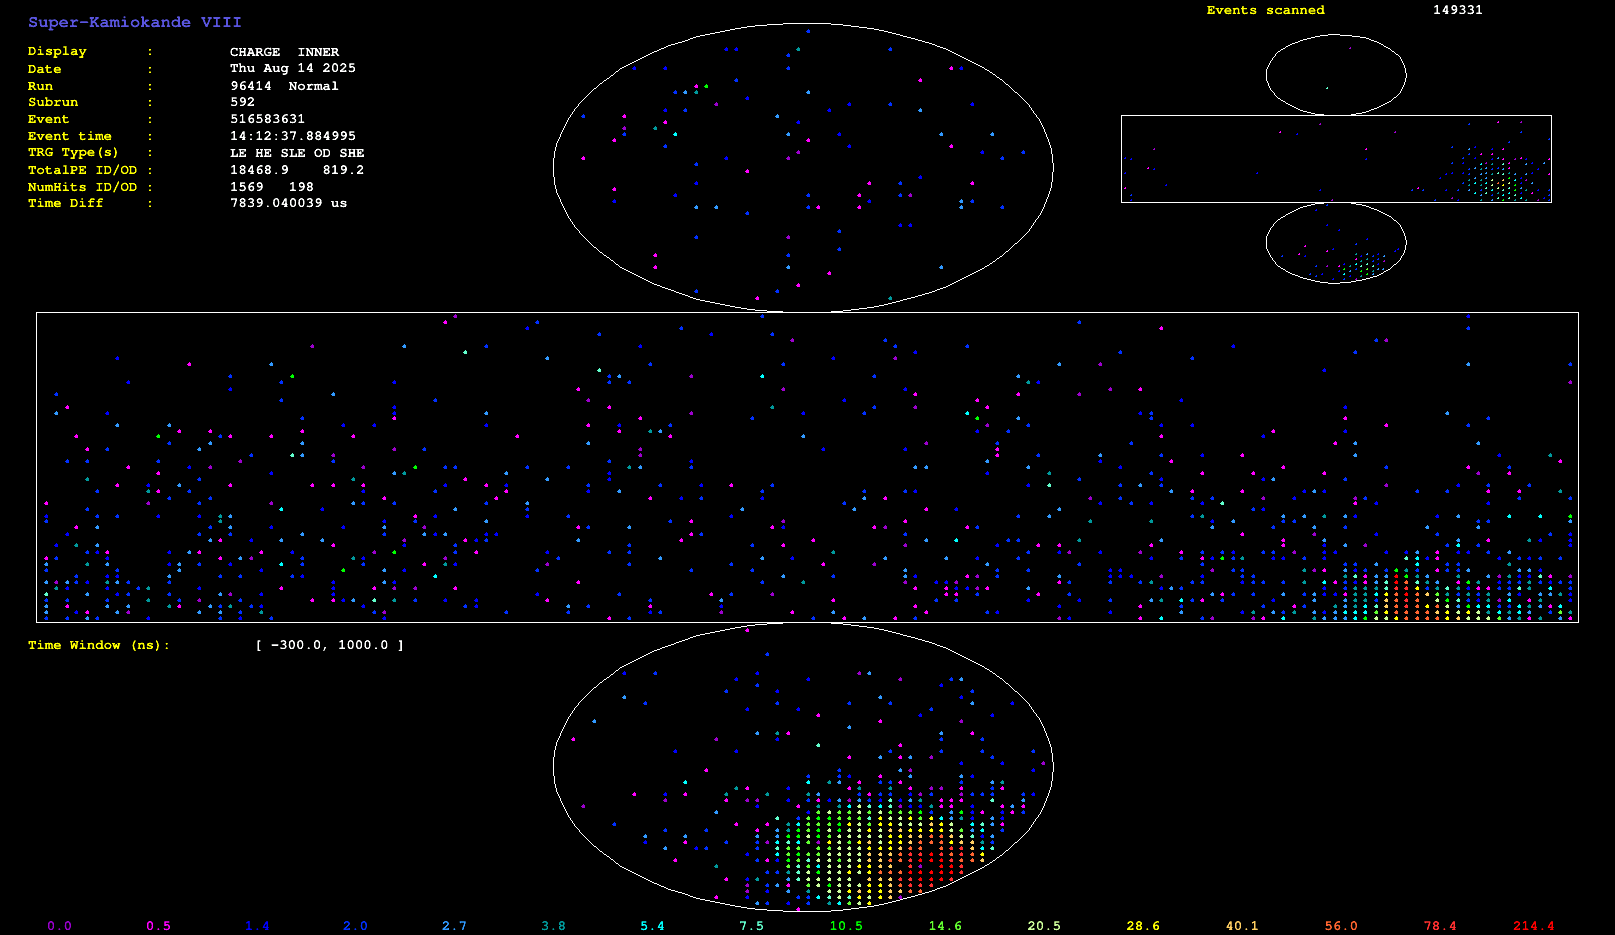 Super-Kamiokande VIII
Display : CHARGE INNER
Date : Thu Aug 14 2025
Run : 96414 Normal
Subrun : 592
Event : 516583631
Event time : 14:12:37.884995
TRG Type(s) : LE HE SLE OD SHE
TotalPE ID/OD : 18468.9 819.2
NumHits ID/OD : 1569 198
Time Diff : 7839.040039 us
Events scanned 149331
Time Window (ns): [ -300.0, 1000.0 ]
0.0 0.5 1.4 2.0 2.7 3.8 5.4 7.5 10.5 14.6 20.5 28.6 40.1 56.0 78.4 214.4